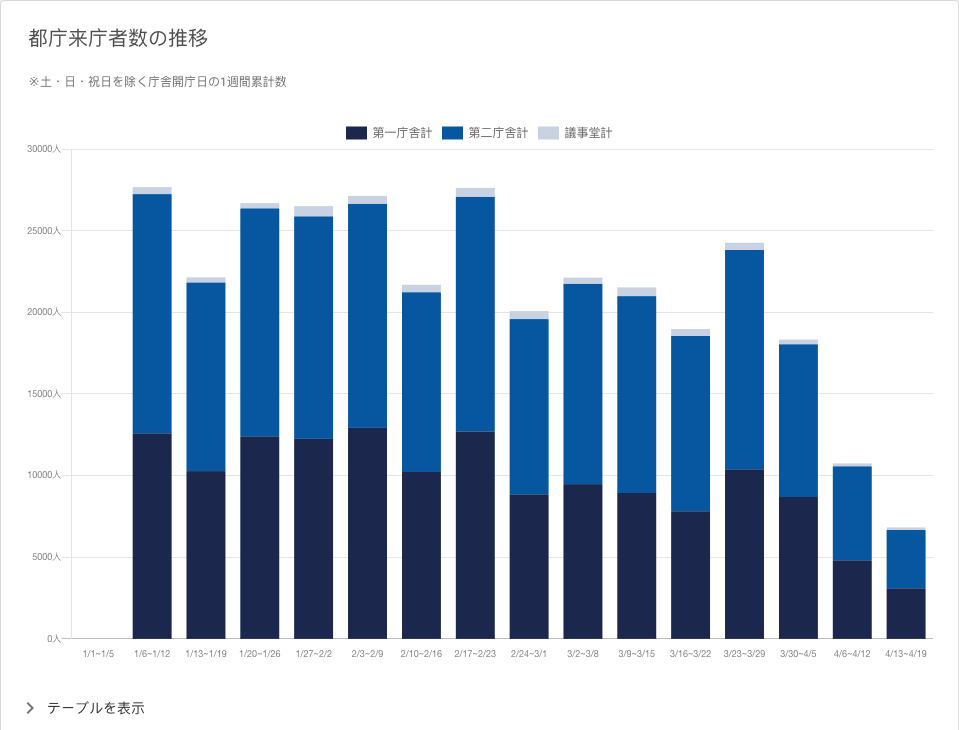 都庁来庁者数の推移
※土・日・祝日を除く庁舎開庁日の1週間累計数
第一庁舎計 第二庁舎計 議事堂計
30000人
25000人
20000人
15000人
10000人
5000人
0人
1/1~1/5 1/6~1/12 1/13~1/19 1/20~1/26 1/27~2/2 2/3~2/9 2/10~2/16 2/17~2/23 2/24~3/1 3/2~3/8 3/9~3/15 3/16~3/22 3/23~3/29 3/30~4/5 4/6~4/12 4/13~4/19
テーブルを表示